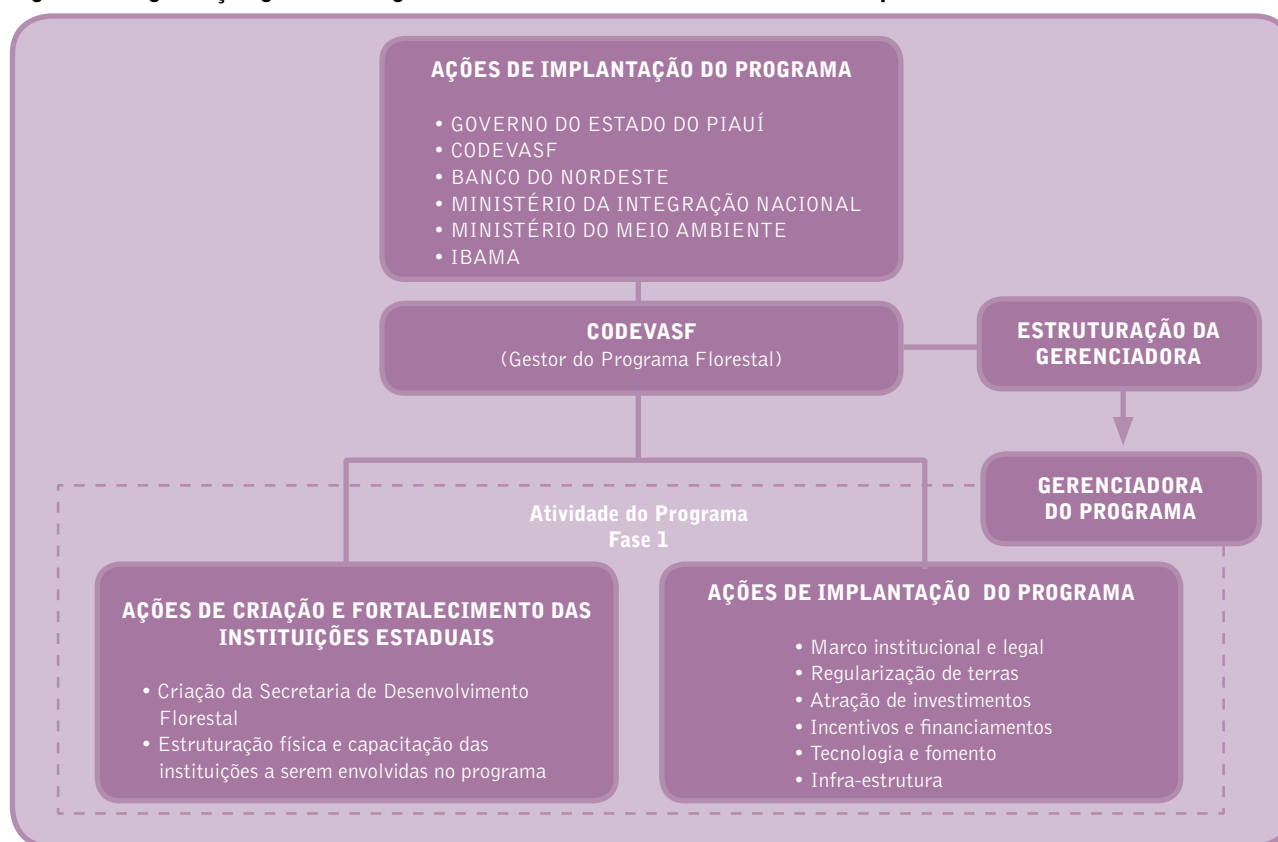 AÇÕES DE IMPLANTAÇÃO DO PROGRAMA
• GOVERNO DO ESTADO DO PIAUÍ
• CODEVASF
• BANCO DO NORDESTE
• MINISTÉRIO DA INTEGRAÇÃO NACIONAL
• MINISTÉRIO DO MEIO AMBIENTE
• IBAMA
CODEVASF
(Gestor do Programa Florestal)
ESTRUTURAÇÃO DA
GERENCIADORA
GERENCIADORA
DO PROGRAMA
Atividade do Programa
Fase 1
AÇÕES DE CRIAÇÃO E FORTALECIMENTO DAS
INSTITUIÇÕES ESTADUAIS
• Criação da Secretaria de Desenvolvimento
Florestal
• Estruturação física e capacitação das
instituições a serem envolvidas no programa
AÇÕES DE IMPLANTAÇÃO DO PROGRAMA
• Marco institucional e legal
• Regularização de terras
• Atração de investimentos
• Incentivos e financiamentos
• Tecnologia e fomento
• Infra-estrutura